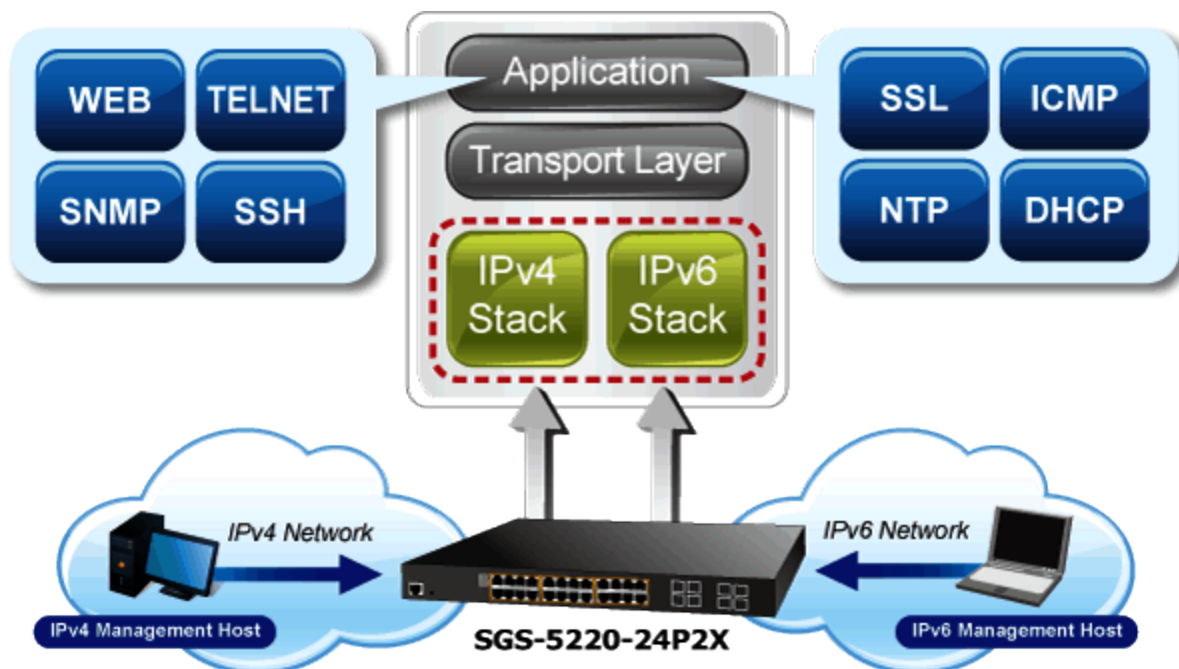 WEB
TELNET
SNMP
SSH
Application
Transport Layer
IPv4
Stack
IPv6
Stack
SSL
ICMP
NTP
DHCP
IPv4 Network
IPv6 Network
IPv4 Management Host
SGS-5220-24P2X
IPv6 Management Host